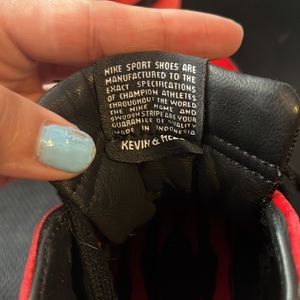 NIKE SPORT SHOES ARE
MANUFACTURED TO THE
EXACT SPECIFICATIONS
OF CHAMPION ATHLETES
THROUGHOUT THE WORLD
THE NIKE NAME AND
SWOOSH STRIPE ARE YOUR
GUARANTEE OF QUALITY
MADE IN INDONESIA
KEVIN &